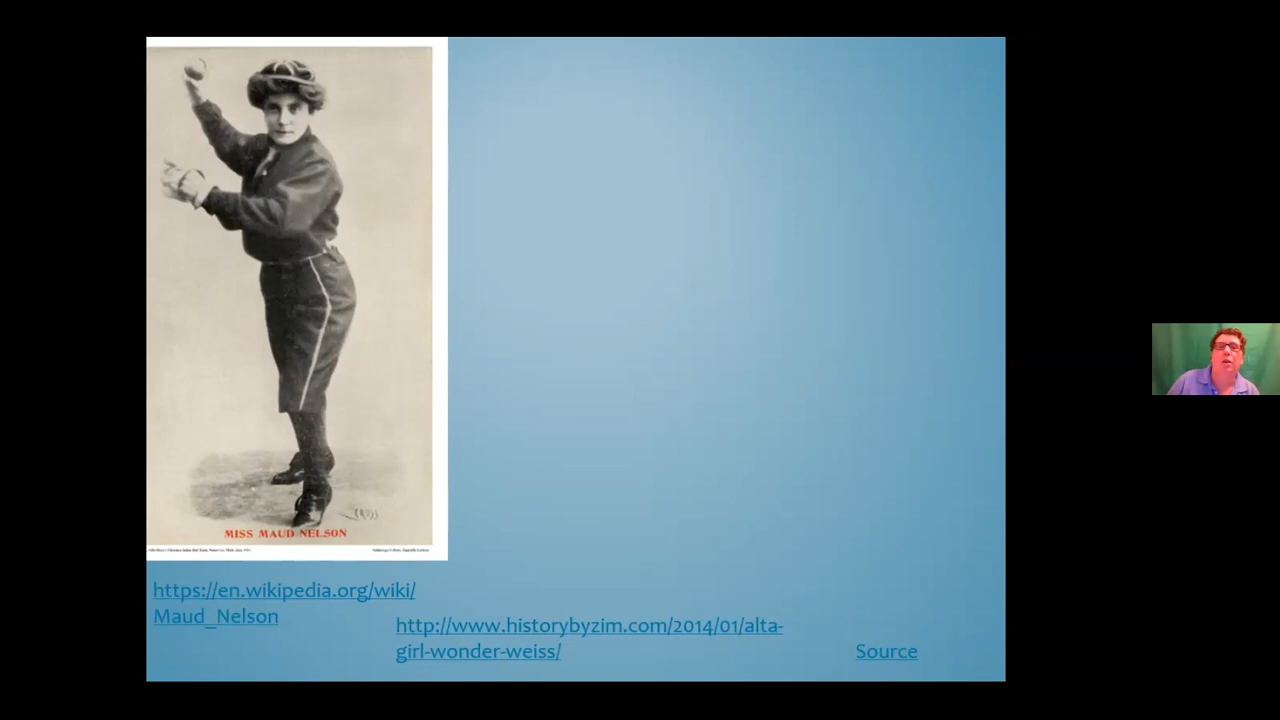 MISS MAUD NELSON
https://en.wikipedia.org/wiki/
Maud_Nelson
http://www.historybyzim.com/2014/01/alta-
girl-wonder-weiss/
Source